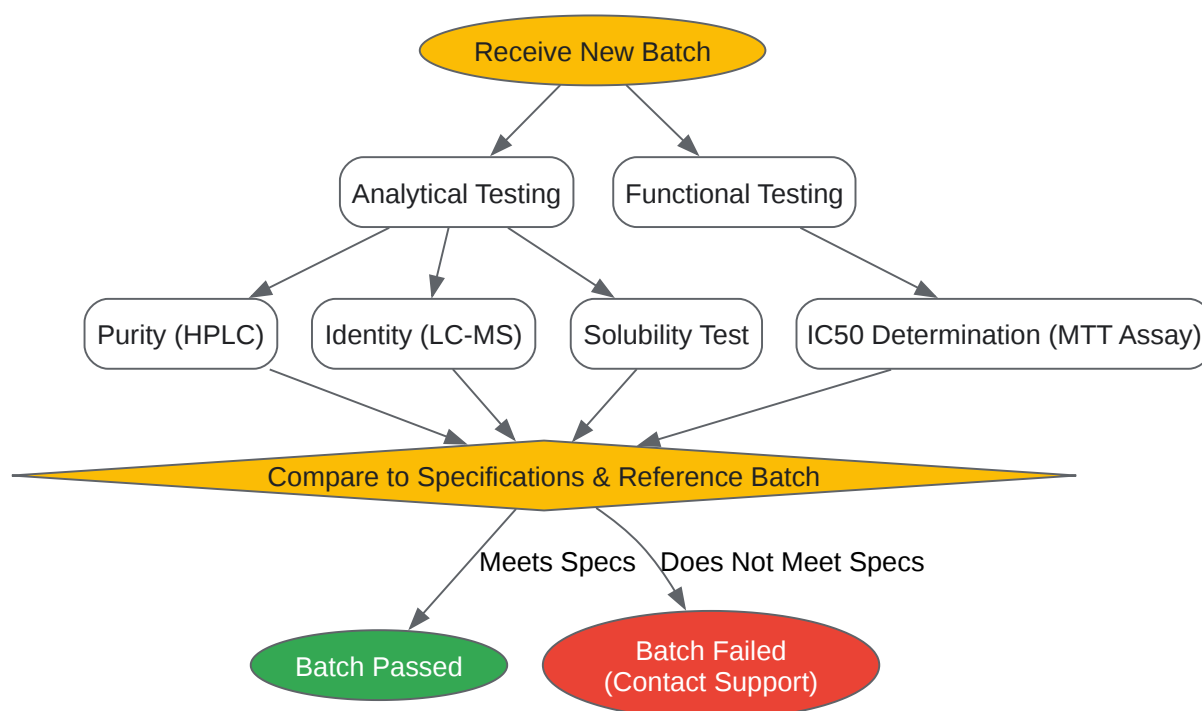 Receive New Batch
Analytical Testing
Functional Testing
Purity (HPLC)
Identity (LC-MS)
Solubility Test
IC50 Determination (MTT Assay)
Compare to Specifications & Reference Batch
Meets Specs
Does Not Meet Specs
Batch Passed
Batch Failed
(Contact Support)